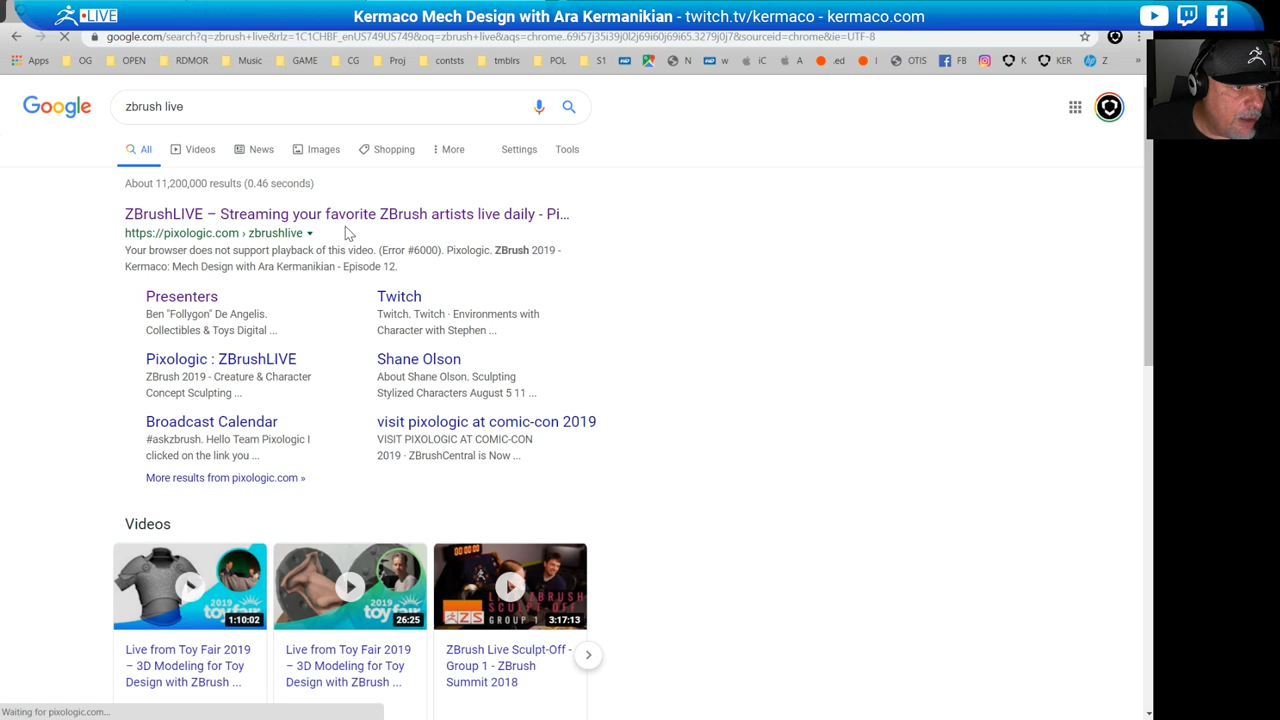 LIVE
Kermaco Mech Design with Ara Kermanikian - twitch.tv/kermaco - kermaco.com
google.com/search?q=zbrush+live&rlz=1C1CHBF_enUS749US749&oq=zbrush+live&aqs=chrome..69i57j35i39j0l2j69i60j69i65.3279j0j7&sourceid=chrome&ie=UTF-8
Apps OG OPEN RDMOR Music GAME CG Proj contsts tmblrs POL S1 N w iC A .ed I OTIS FB K KER Z »
Google
zbrush live
All Videos News Images Shopping More Settings Tools
About 11,200,000 results (0.46 seconds)
ZBrushLIVE – Streaming your favorite ZBrush artists live daily - Pi...
https://pixologic.com › zbrushlive
Your browser does not support playback of this video. (Error #6000). Pixologic. ZBrush 2019 -
Kermaco: Mech Design with Ara Kermanikian - Episode 12.
Presenters
Ben "Follygon" De Angelis.
Collectibles & Toys Digital ...
Twitch
Twitch. Twitch · Environments with
Character with Stephen ...
Pixologic : ZBrushLIVE
ZBrush 2019 - Creature & Character
Concept Sculpting ...
Shane Olson
About Shane Olson. Sculpting
Stylized Characters August 5 11 ...
Broadcast Calendar
#askzbrush. Hello Team Pixologic I
clicked on the link you ...
visit pixologic at comic-con 2019
VISIT PIXOLOGIC AT COMIC-CON
2019 · ZBrushCentral is Now ...
More results from pixologic.com »
Videos
2019
toyfair
1:10:02
2019
toyfair
26:25
LIVE ZBRUSH
SCULPT-OFF
GROUP 1
3:17:13
Live from Toy Fair 2019
– 3D Modeling for Toy
Design with ZBrush ...
Live from Toy Fair 2019
– 3D Modeling for Toy
Design with ZBrush ...
ZBrush Live Sculpt-Off -
Group 1 - ZBrush
Summit 2018
Waiting for pixologic.com...